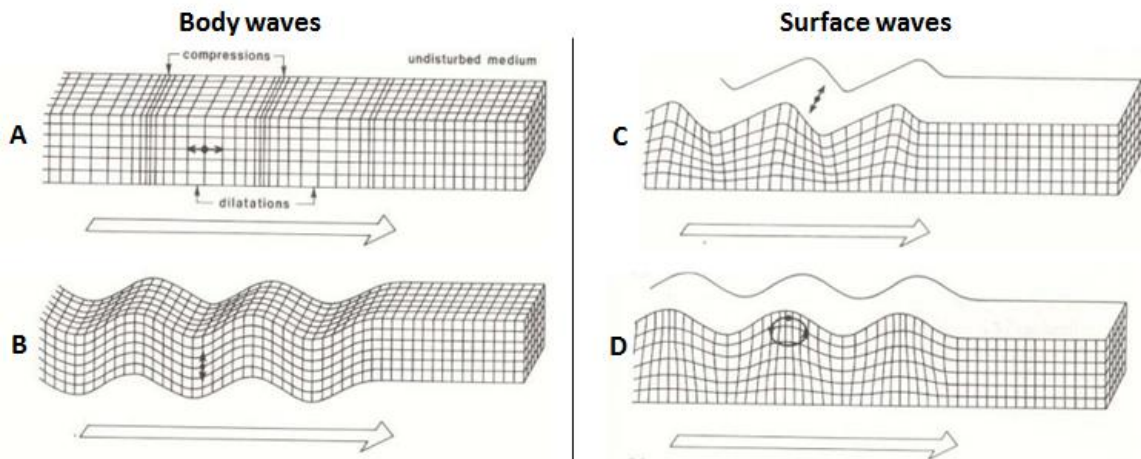 Body waves
Surface waves
compressions
undisturbed medium
A
dilatations
B
C
D